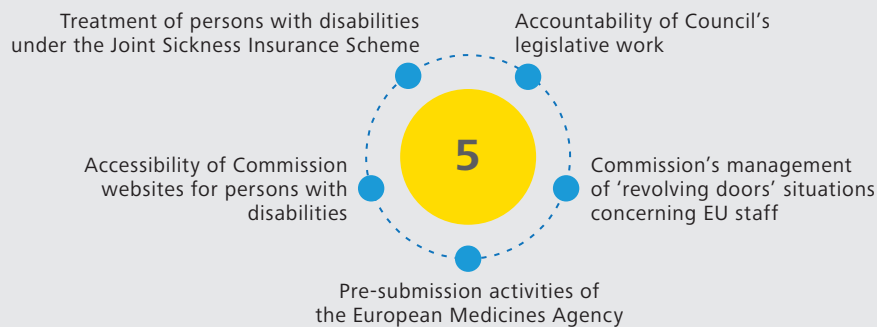 Treatment of persons with disabilities
under the Joint Sickness Insurance Scheme
Accountability of Council’s
legislative work
5
Accessibility of Commission
websites for persons with
disabilities
Commission’s management
of ‘revolving doors’ situations
concerning EU staff
Pre-submission activities of
the European Medicines Agency